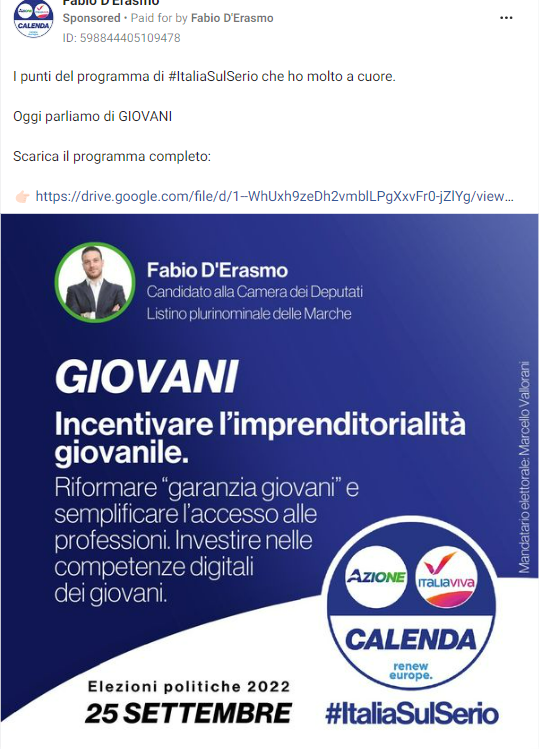 Fabio D'Erasmo
Sponsored • Paid for by Fabio D'Erasmo
ID: 598844405109478
I punti del programma di #ItaliaSulSerio che ho molto a cuore.
Oggi parliamo di GIOVANI
Scarica il programma completo:
👉🏻 https://drive.google.com/file/d/1--WhUxh9zeDh2vmblLPgXxvFr0-jZlYg/view...
Fabio D'Erasmo
Candidato alla Camera dei Deputati
Listino plurinominale delle Marche
GIOVANI
Incentivare l'imprenditorialità
giovanile.
Riformare “garanzia giovani” e
semplificare l'accesso alle
professioni. Investire nelle
competenze digitali
dei giovani.
Mandatario elettorale: Marcello Vallorani
AZIONE
ITALIAVIVA
CALENDA
renew
europe.
Elezioni politiche 2022
25 SETTEMBRE
#ItaliaSulSerio